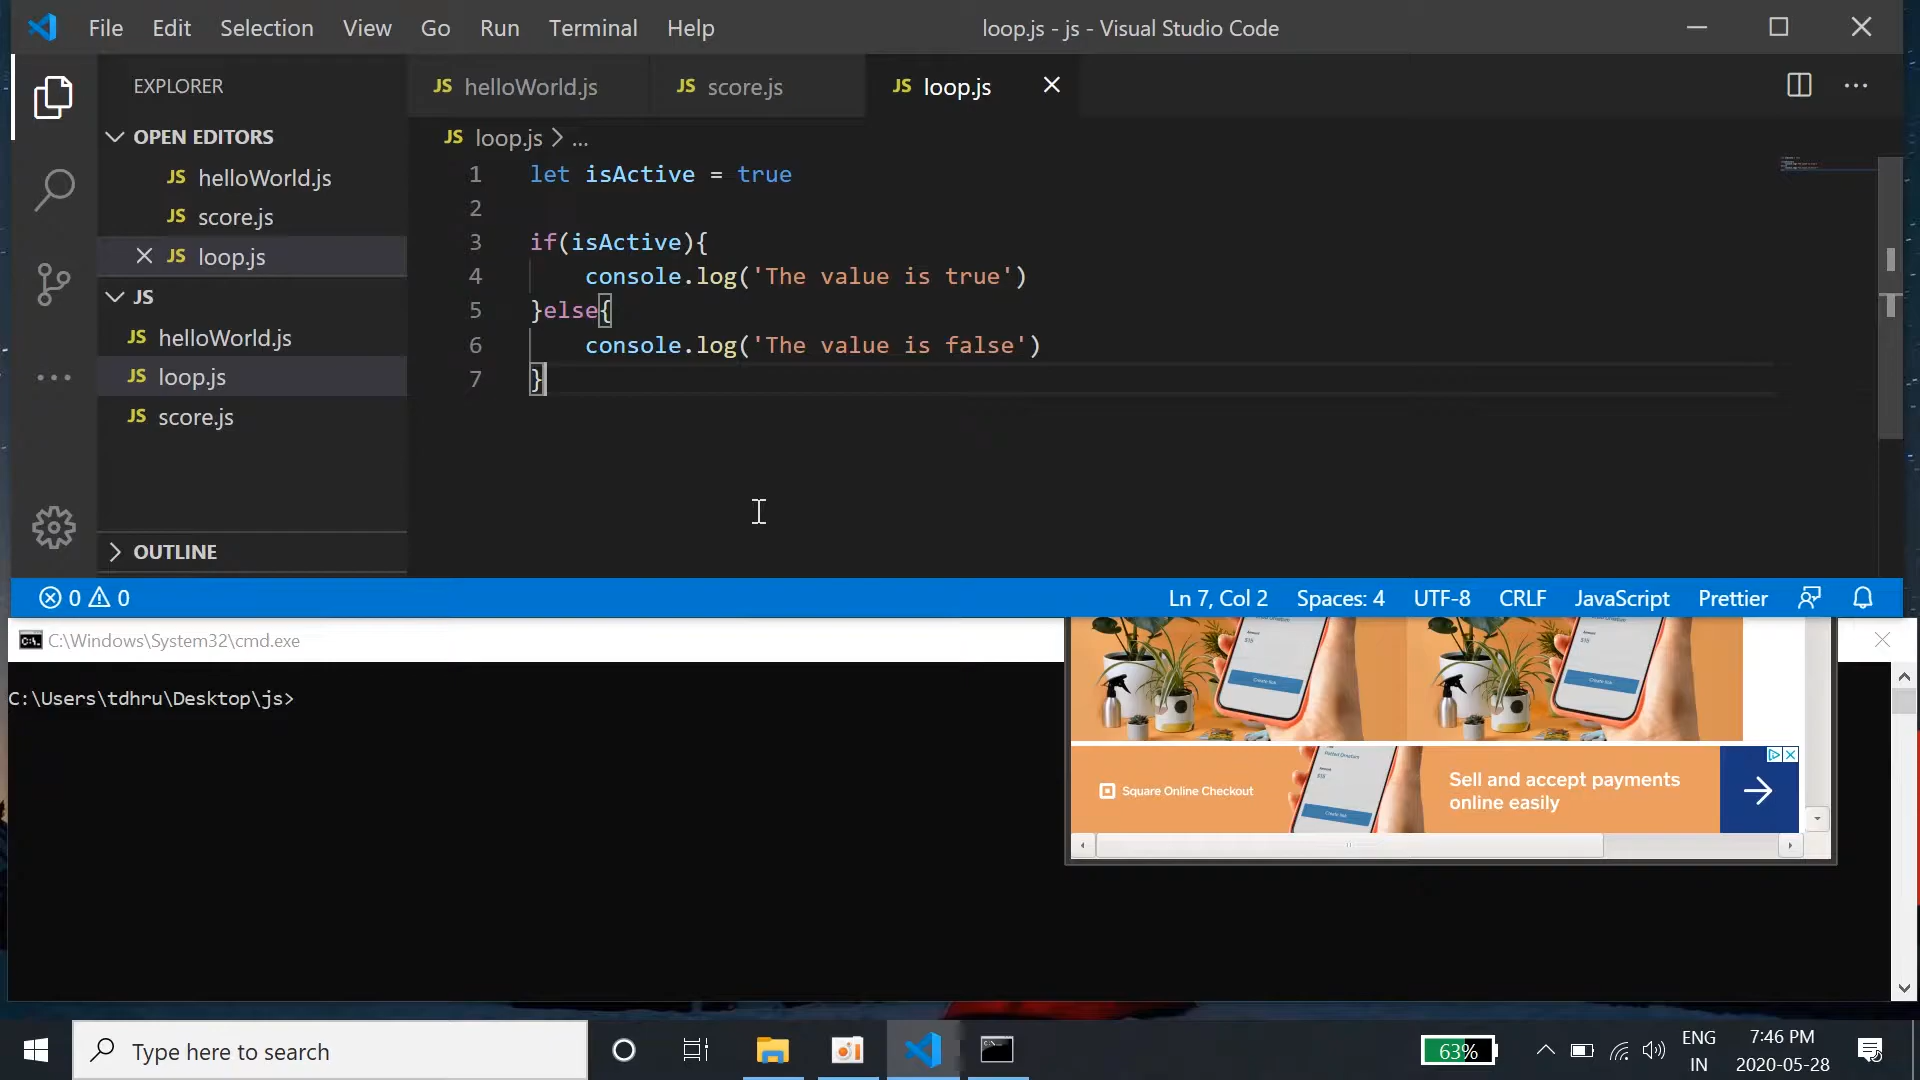 File Edit Selection View Go Run Terminal Help
loop.js - js - Visual Studio Code
EXPLORER
OPEN EDITORS
JS helloWorld.js
JS score.js
JS loop.js
JS
JS helloWorld.js
JS loop.js
JS score.js
OUTLINE
JS helloWorld.js
JS score.js
JS loop.js
JS loop.js > ...
1 let isActive = true
2
3 if(isActive){
4 console.log('The value is true')
5 }else{
6 console.log('The value is false')
7 }
0 0
Ln 7, Col 2 Spaces: 4 UTF-8 CRLF JavaScript Prettier
C:\Windows\System32\cmd.exe
C:\Users\tdhru\Desktop\js>
Square Online Checkout
Sell and accept payments
online easily
Type here to search
63%
ENG
IN
7:46 PM
2020-05-28